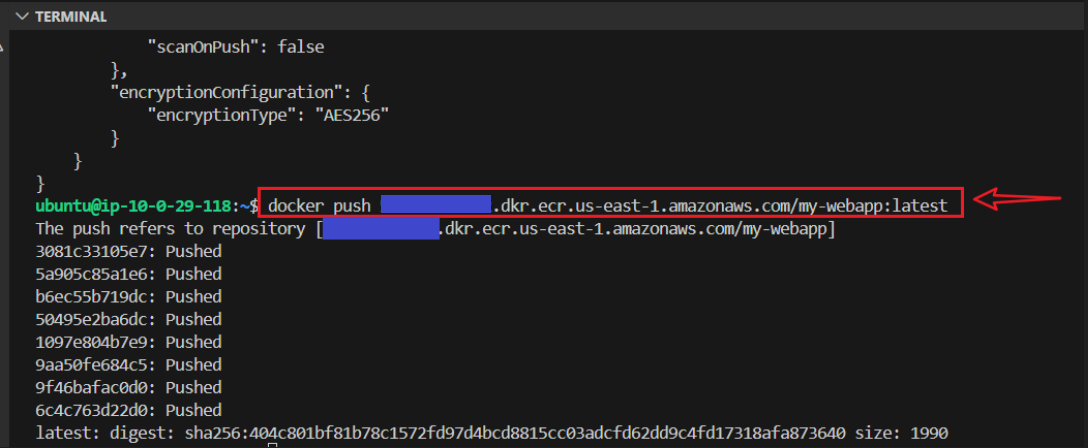 TERMINAL
"scanOnPush": false
},
"encryptionConfiguration": {
"encryptionType": "AES256"
}
}
}
ubuntu@ip-10-0-29-118:~$ docker push .dkr.ecr.us-east-1.amazonaws.com/my-webapp:latest
The push refers to repository [.dkr.ecr.us-east-1.amazonaws.com/my-webapp]
3081c33105e7: Pushed
5a905c85a1e6: Pushed
b6ec55b719dc: Pushed
50495e2ba6dc: Pushed
1097e804b7e9: Pushed
9aa50fe684c5: Pushed
9f46bafac0d0: Pushed
6c4c763d22d0: Pushed
latest: digest: sha256:404c801bf81b78c1572fd97d4bcd8815cc03adcfd62dd9c4fd17318afa873640 size: 1990